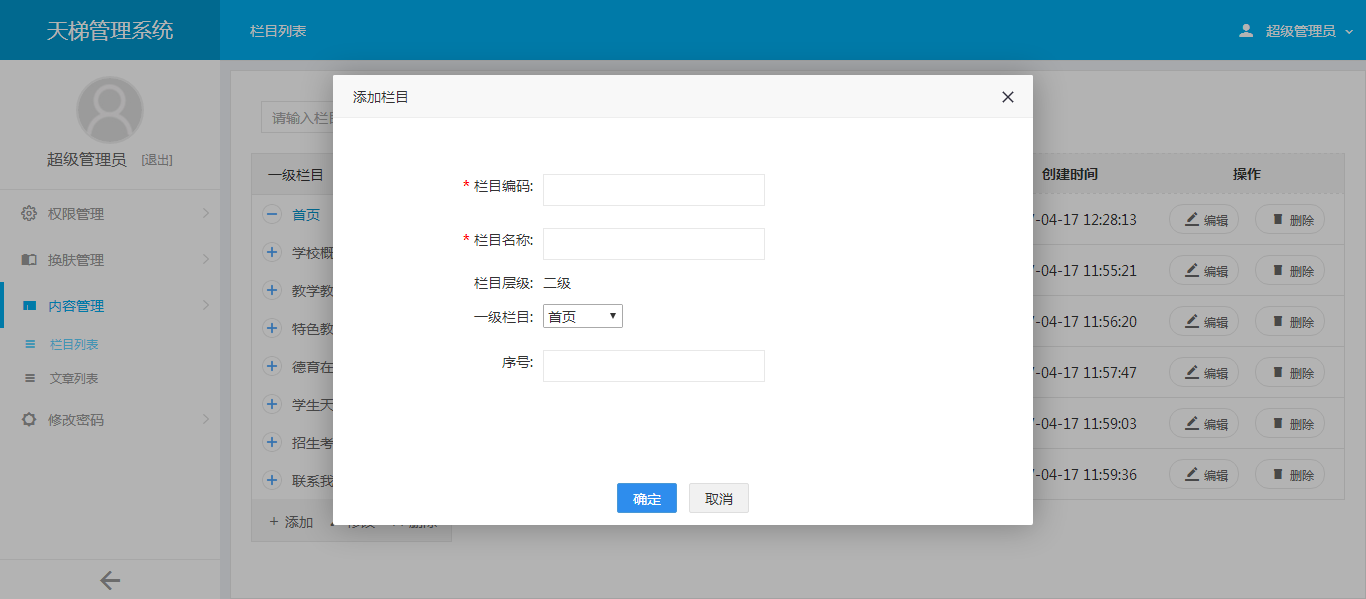 天梯管理系统
栏目列表
超级管理员
超级管理员 [退出]
权限管理
换肤管理
内容管理
栏目列表
文章列表
修改密码
请输入栏
一级栏目
首页
学校概
教学教
特色教
德育在
学生天
招生考
联系我
+ 添加
添加栏目
* 栏目编码:
* 栏目名称:
栏目层级: 二级
一级栏目: 首页
序号:
确定 取消
创建时间 操作
-04-17 12:28:13 编辑 删除
-04-17 11:55:21 编辑 删除
-04-17 11:56:20 编辑 删除
-04-17 11:57:47 编辑 删除
-04-17 11:59:03 编辑 删除
-04-17 11:59:36 编辑 删除